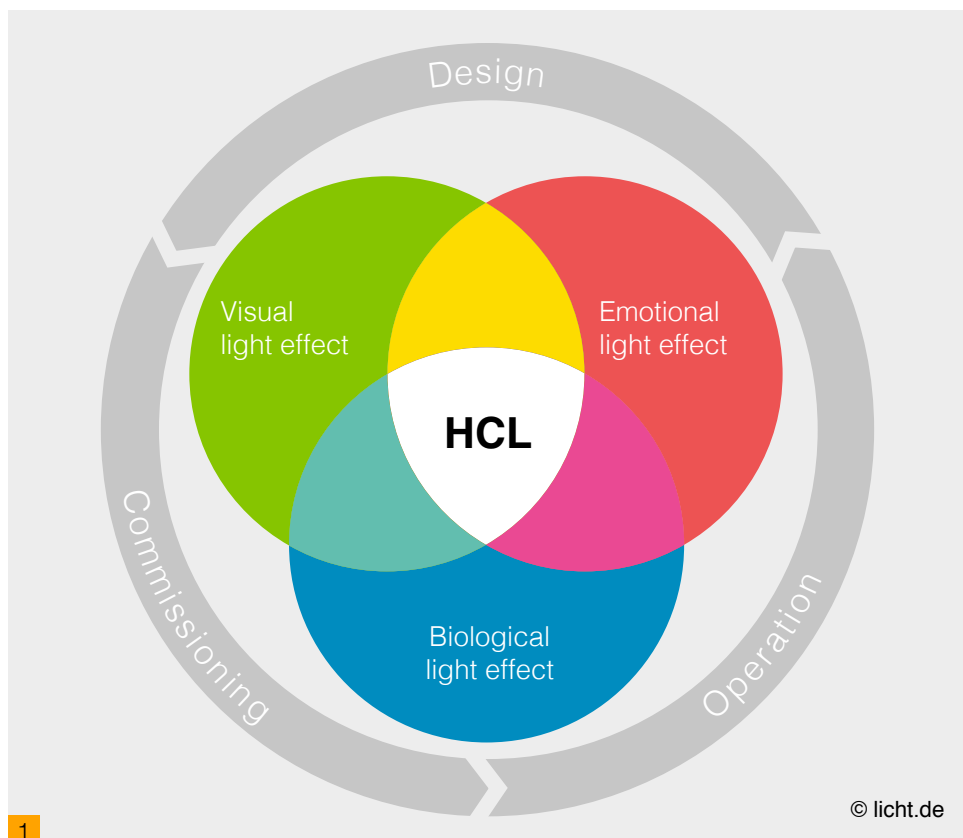 Design
Visual
light effect
Emotional
light effect
HCL
Commissioning
Biological
light effect
Operation
© licht.de
1